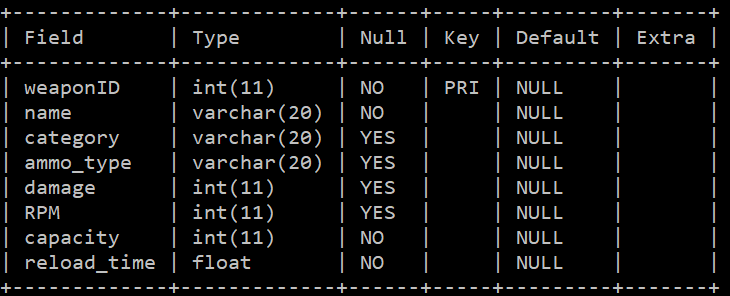 +-------------+-------------+------+-----+---------+-------+
| Field       | Type        | Null | Key | Default | Extra |
+-------------+-------------+------+-----+---------+-------+
| weaponID    | int(11)     | NO   | PRI | NULL    |       |
| name        | varchar(20) | NO   |     | NULL    |       |
| category    | varchar(20) | YES  |     | NULL    |       |
| ammo_type   | varchar(20) | YES  |     | NULL    |       |
| damage      | int(11)     | YES  |     | NULL    |       |
| RPM         | int(11)     | YES  |     | NULL    |       |
| capacity    | int(11)     | NO   |     | NULL    |       |
| reload_time | float       | NO   |     | NULL    |       |
+-------------+-------------+------+-----+---------+-------+